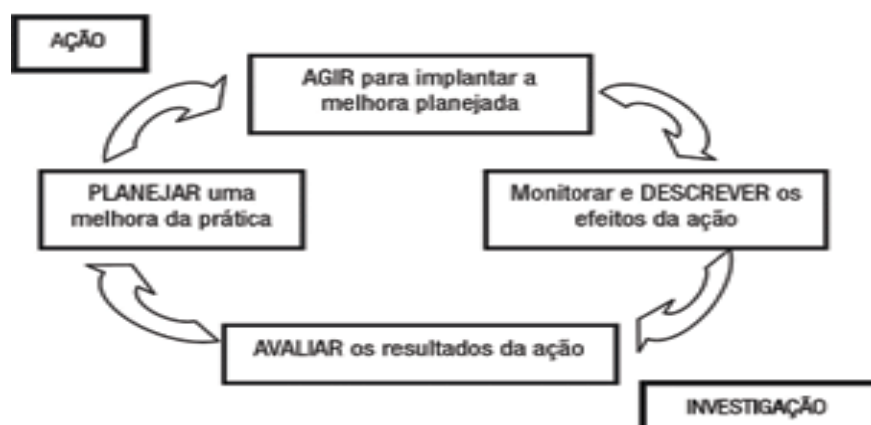 AÇÃO
AGIR para implantar a
melhora planejada
PLANEJAR uma
melhora da prática
Monitorar e DESCREVER os
efeitos da ação
AVALIAR os resultados da ação
INVESTIGAÇÃO